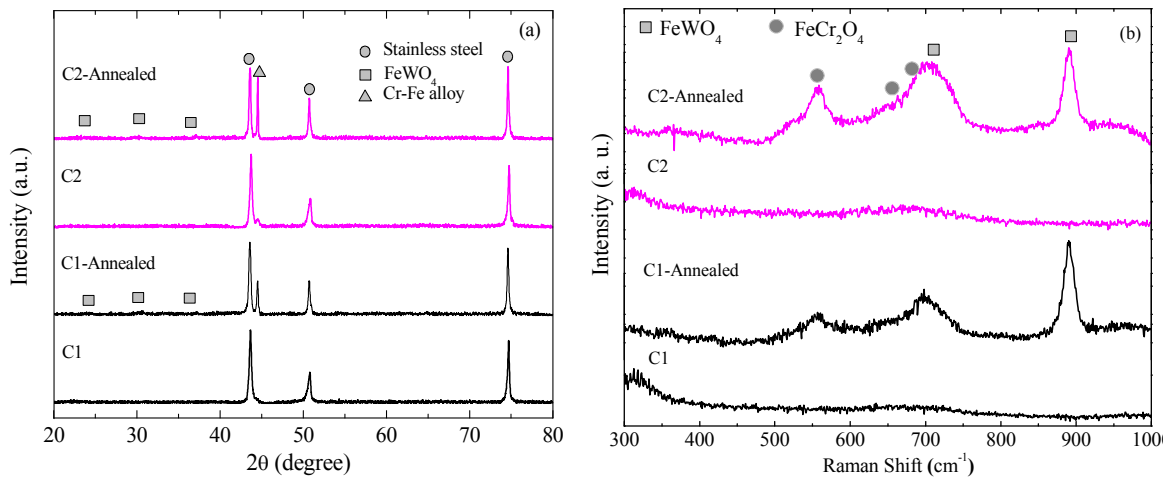 (a)
Stainless steel
FeWO₄
Cr-Fe alloy
C2-Annealed
C2
C1-Annealed
C1
Intensity (a.u.)
20 30 40 50 60 70 80
2θ (degree)
FeWO₄ FeCr₂O₄
(b)
C2-Annealed
C2
C1-Annealed
C1
Intensity (a. u.)
300 400 500 600 700 800 900 1000
Raman Shift (cm⁻¹)